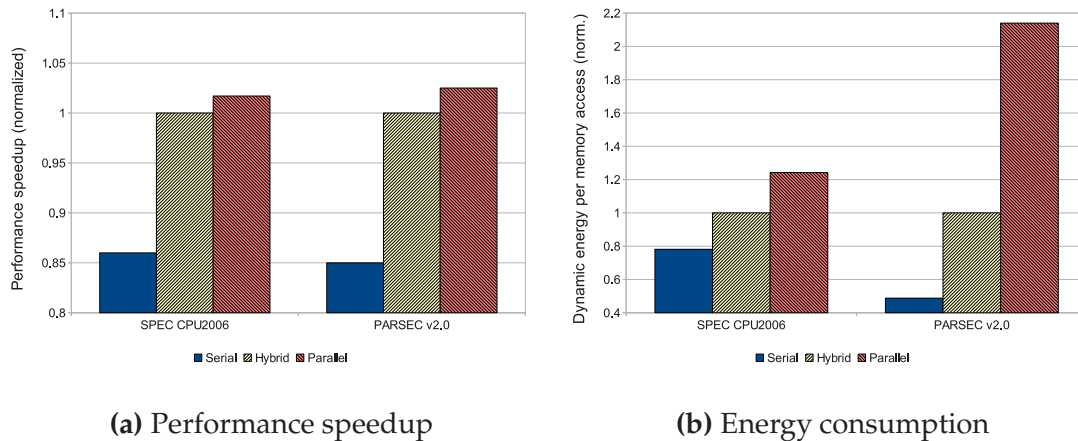 Performance speedup (normalized)
1.1
1.05
1
0.95
0.9
0.85
0.8
SPEC CPU2006 PARSEC v2.0
Serial Hybrid Parallel
(a) Performance speedup
Dynamic energy per memory access (norm.)
2.2
2
1.8
1.6
1.4
1.2
1
0.8
0.6
0.4
SPEC CPU2006 PARSEC v2.0
Serial Hybrid Parallel
(b) Energy consumption